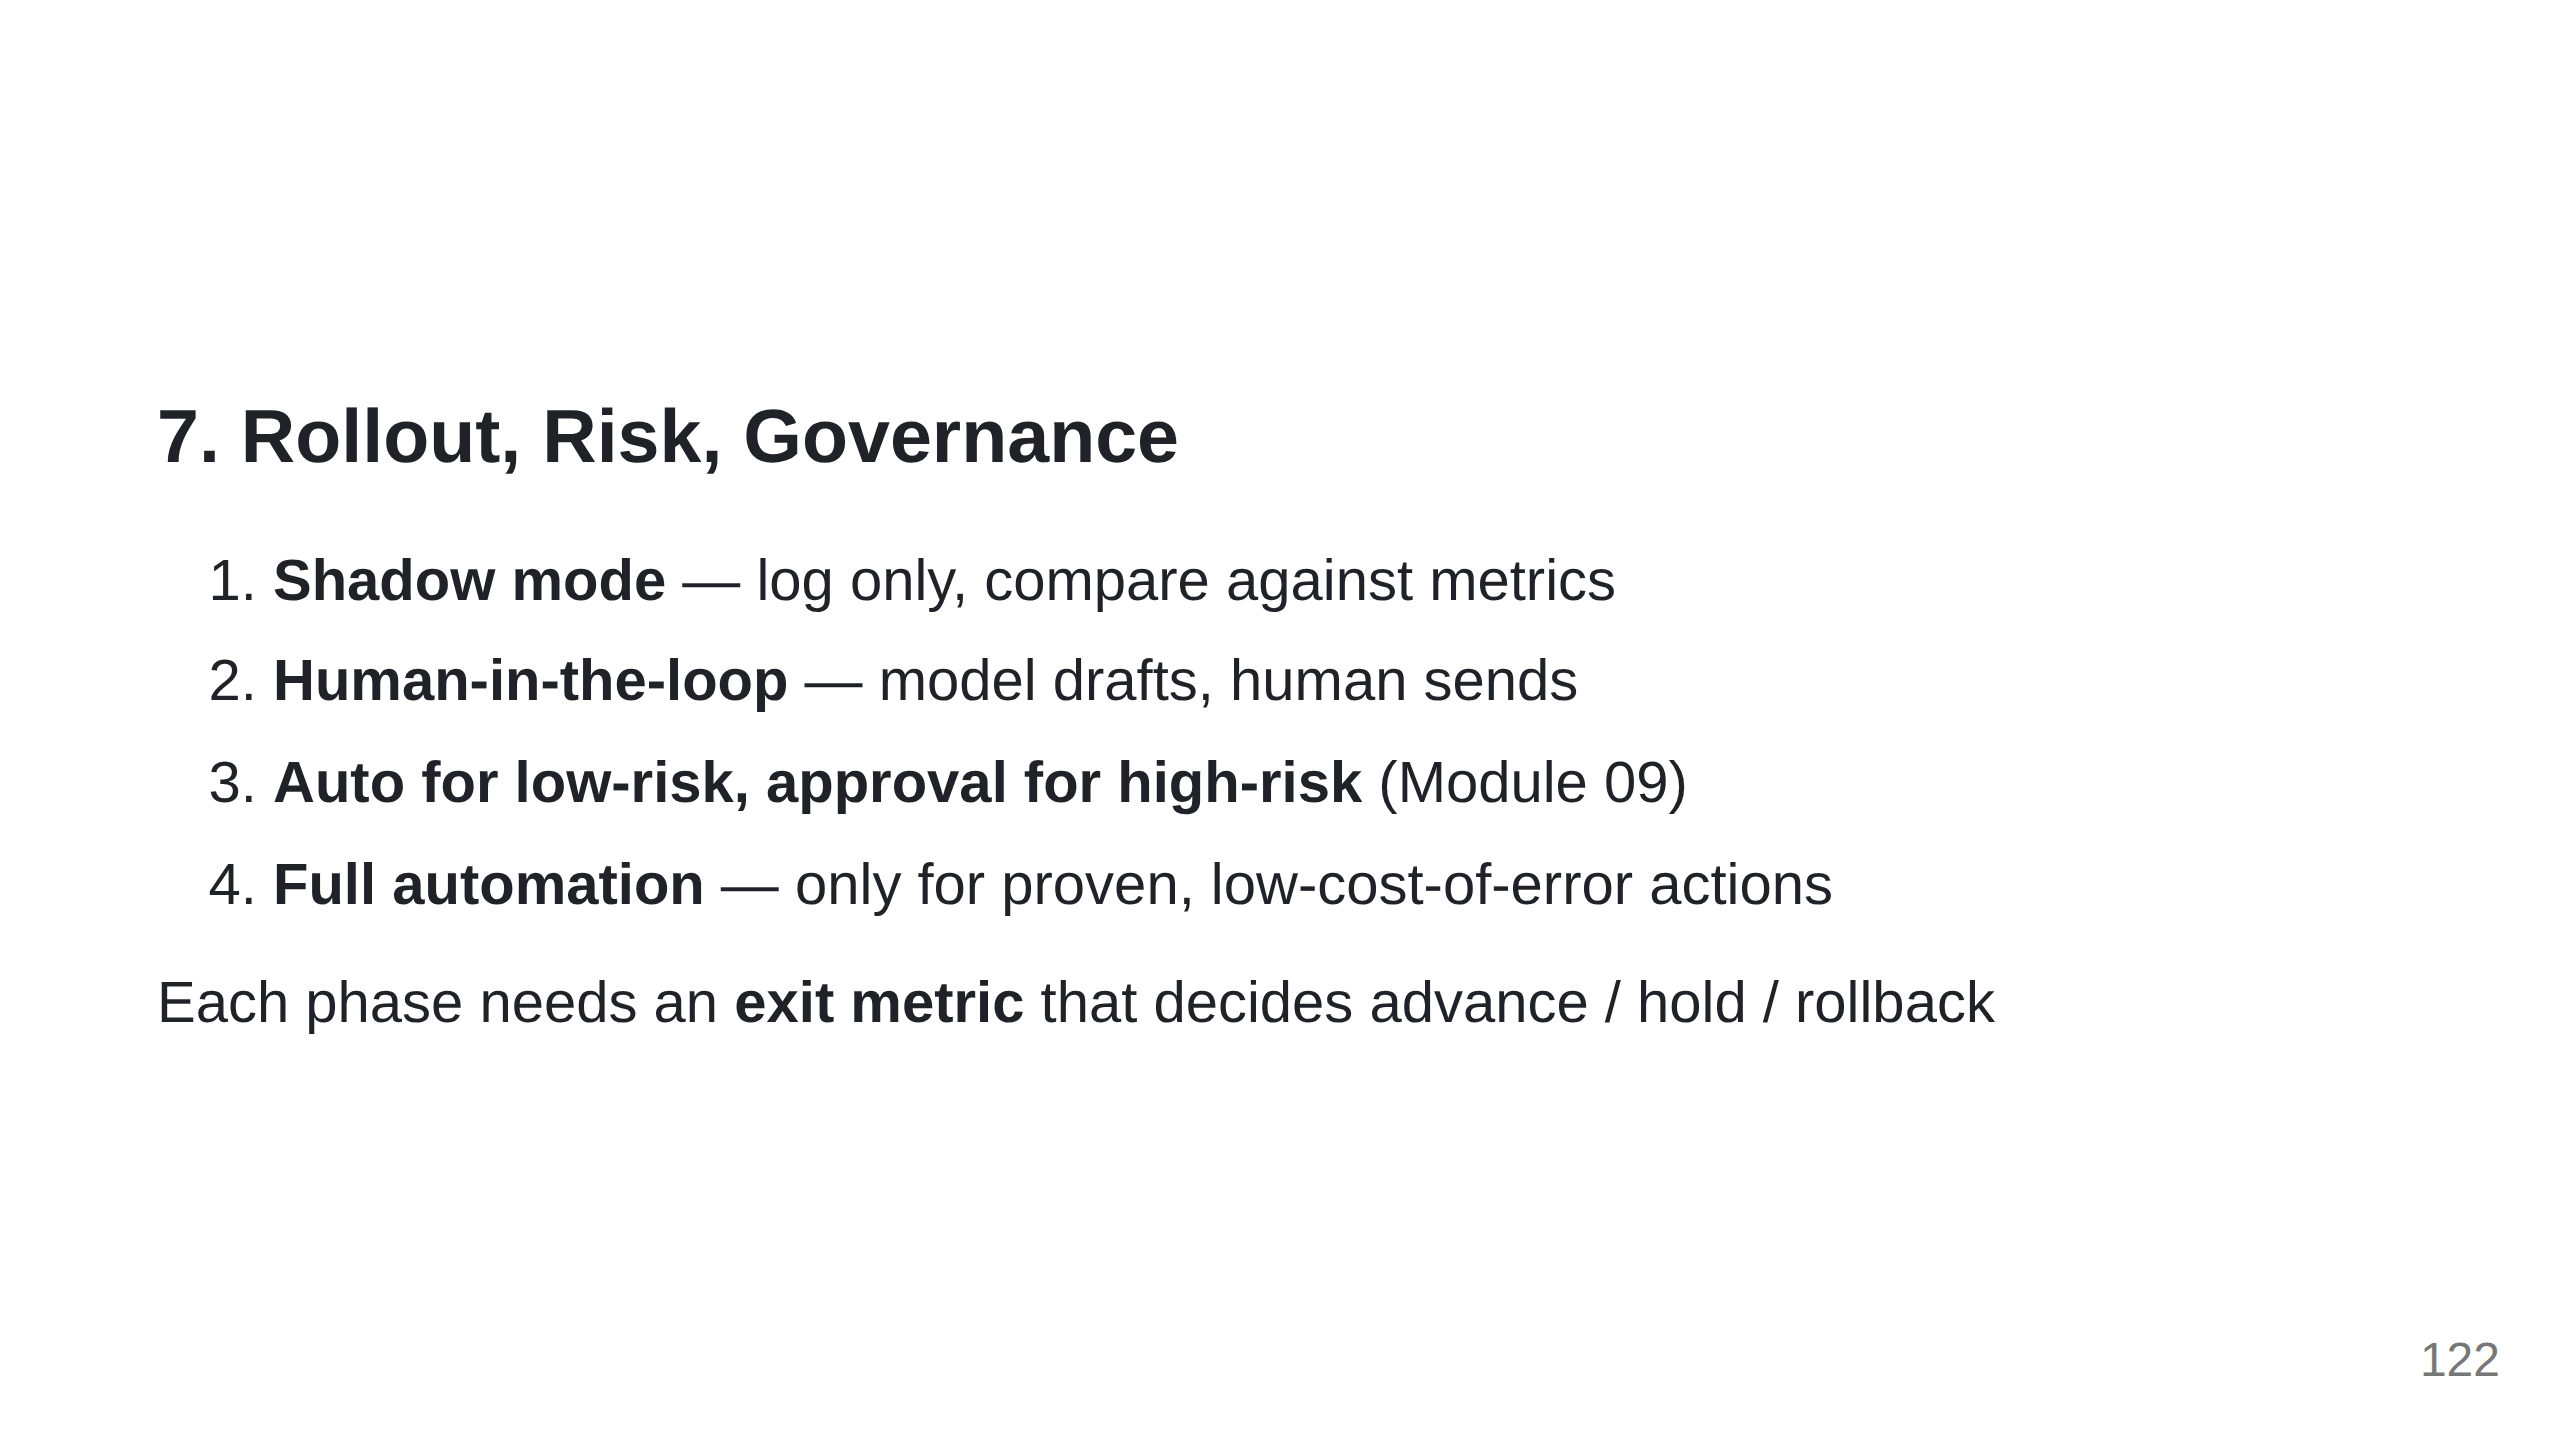 7. Rollout, Risk, Governance
1. Shadow mode — log only, compare against metrics
2. Human-in-the-loop — model drafts, human sends
3. Auto for low-risk, approval for high-risk (Module 09)
4. Full automation — only for proven, low-cost-of-error actions
Each phase needs an exit metric that decides advance / hold / rollback
122